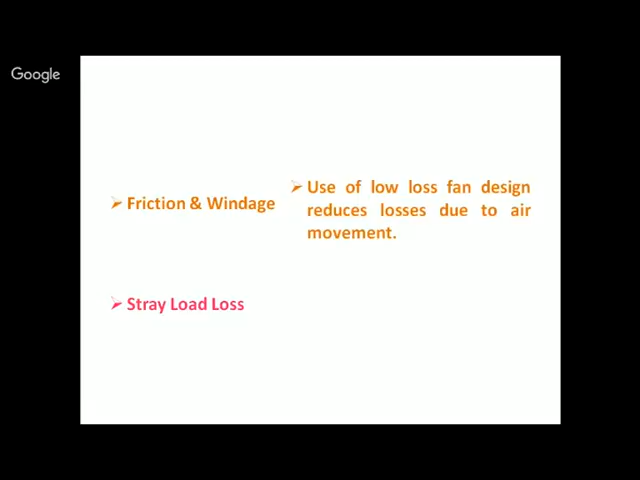 Google
Friction & Windage
Use of low loss fan design
reduces losses due to air
movement.
Stray Load Loss